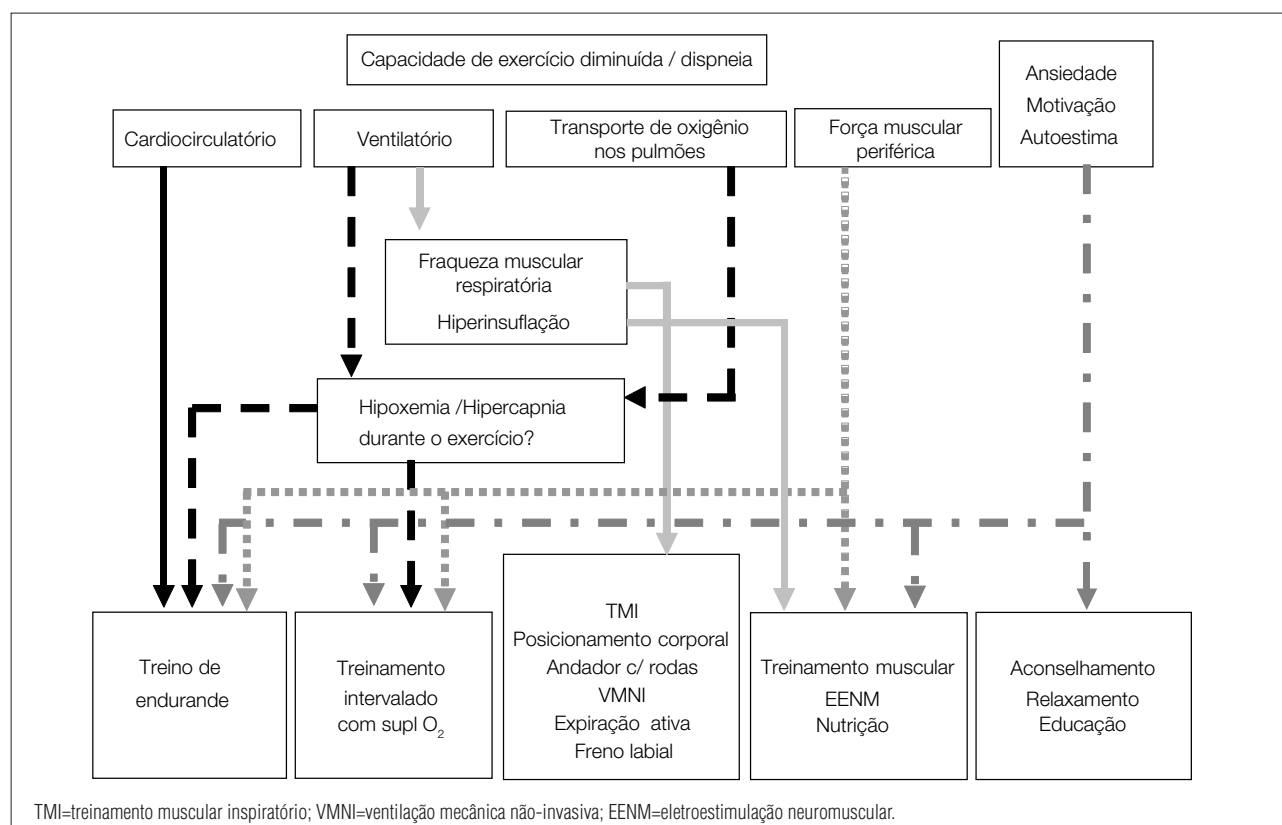 Capacidade de exercício diminuída / dispneia
Ansiedade
Motivação
Autoestima
Cardiocirculatório
Ventilatório
Transporte de oxigênio
nos pulmões
Força muscular
periférica
Fraqueza muscular
respiratória
Hiperinsuflação
Hipoxemia /Hipercapnia
durante o exercício?
Treino de
endurande
Treinamento
intervalado
com supl O₂
TMI
Posicionamento corporal
Andador c/ rodas
VMNI
Expiração ativa
Freno labial
Treinamento muscular
EENM
Nutrição
Aconselhamento
Relaxamento
Educação
TMI=treinamento muscular inspiratório; VMNI=ventilação mecânica não-invasiva; EENM=eletroestimulação neuromuscular.